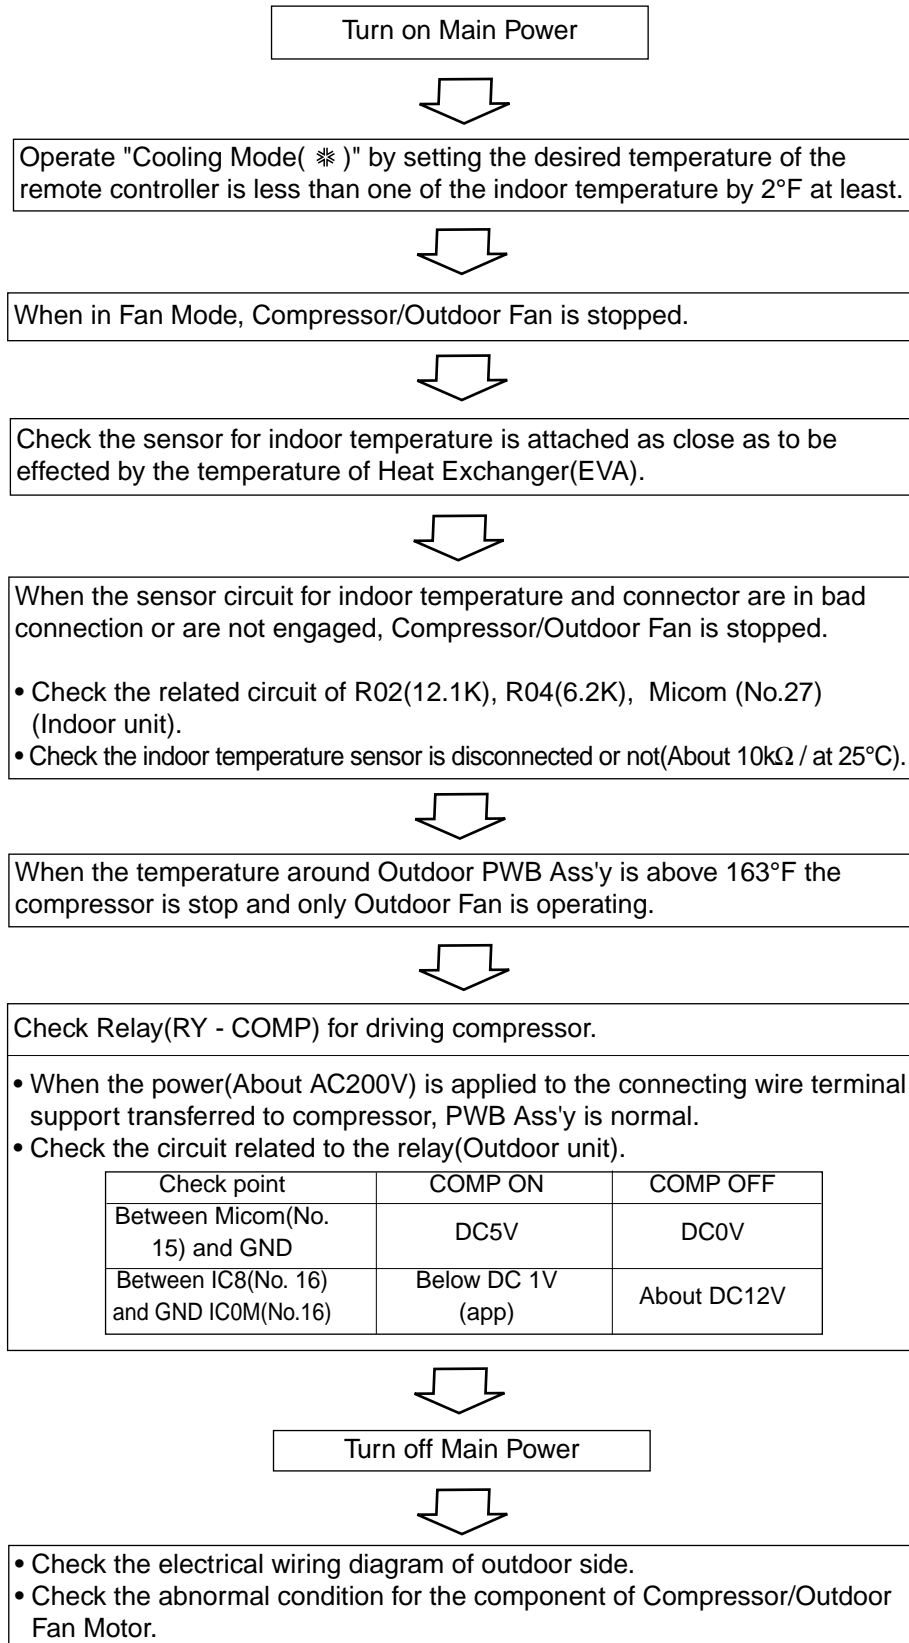 Turn on Main Power
Operate "Cooling Mode( ❋ )" by setting the desired temperature of the
remote controller is less than one of the indoor temperature by 2°F at least.
When in Fan Mode, Compressor/Outdoor Fan is stopped.
Check the sensor for indoor temperature is attached as close as to be
effected by the temperature of Heat Exchanger(EVA).
When the sensor circuit for indoor temperature and connector are in bad
connection or are not engaged, Compressor/Outdoor Fan is stopped.
• Check the related circuit of R02(12.1K), R04(6.2K), Micom (No.27)
(Indoor unit).
• Check the indoor temperature sensor is disconnected or not(About 10kΩ / at 25°C).
When the temperature around Outdoor PWB Ass'y is above 163°F the
compressor is stop and only Outdoor Fan is operating.
Check Relay(RY - COMP) for driving compressor.
• When the power(About AC200V) is applied to the connecting wire terminal
support transferred to compressor, PWB Ass'y is normal.
• Check the circuit related to the relay(Outdoor unit).
Check point COMP ON COMP OFF
Between Micom(No.
15) and GND DC5V DC0V
Between IC8(No. 16) Below DC 1V
and GND IC0M(No.16) (app) About DC12V
Turn off Main Power
• Check the electrical wiring diagram of outdoor side.
• Check the abnormal condition for the component of Compressor/Outdoor
Fan Motor.